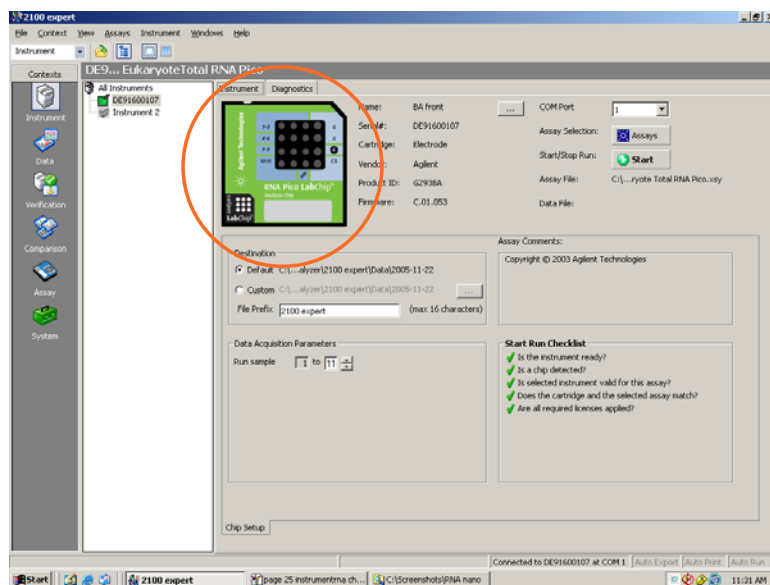 2100 expert
File Context View Assays Instrument Windows Help
Instrument
Contexts
DE9... EukaryoteTotal RNA Pico
Instrument
Data
Verification
Comparison
Assay
System
All Instruments
DE91600107
Instrument 2
Instrument Diagnostics
Agilent Technologies
RNA Pico LabChip®
LabChip
Name: BA front ...
Serial#: DE91600107
Cartridge: Electrode
Vendor: Agilent
Product ID: G2938A
Firmware: C.01.053
COM Port 1
Assay Selection: Assays
Start/Stop Run: Start
Assay File: C:\...ryote Total RNA Pico.xsy
Data File:
Destination
Default C:\...alyzer\2100 expert\Data\2005-11-22
Custom C:\...alyzer\2100 expert\Data\2005-11-22 ...
File Prefix 2100 expert (max 16 characters)
Assay Comments:
Copyright © 2003 Agilent Technologies
Data Acquisition Parameters
Run sample 1 to 11
Start Run Checklist
Is the instrument ready?
Is a chip detected?
Is selected instrument valid for this assay?
Does the cartridge and the selected assay match?
Are all required licenses applied?
Chip Setup
Connected to DE91600107 at COM 1 Auto Export Auto Print Auto Run
Start 2100 expert page 25 instrumentrna ch... C:\Screenshots\RNA nano 11:31 AM